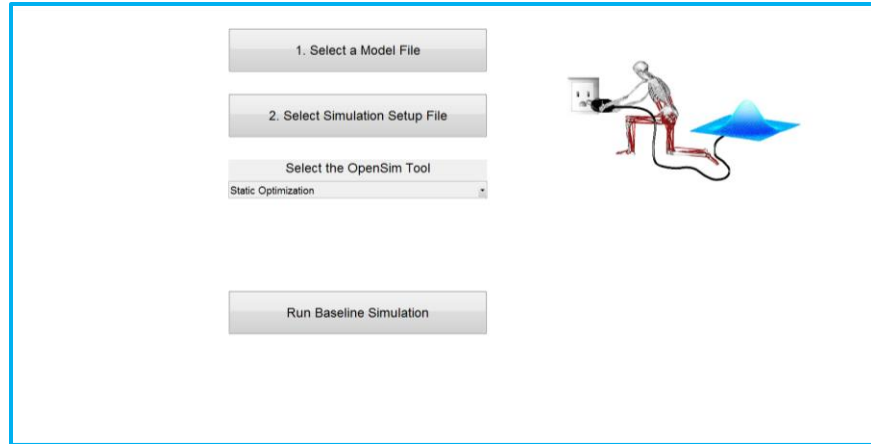 1. Select a Model File
2. Select Simulation Setup File
Select the OpenSim Tool
Static Optimization
Run Baseline Simulation